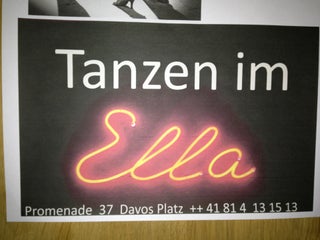 Tanzen im
Ella
Promenade 37 Davos Platz ++ 41 81 4 13 15 13